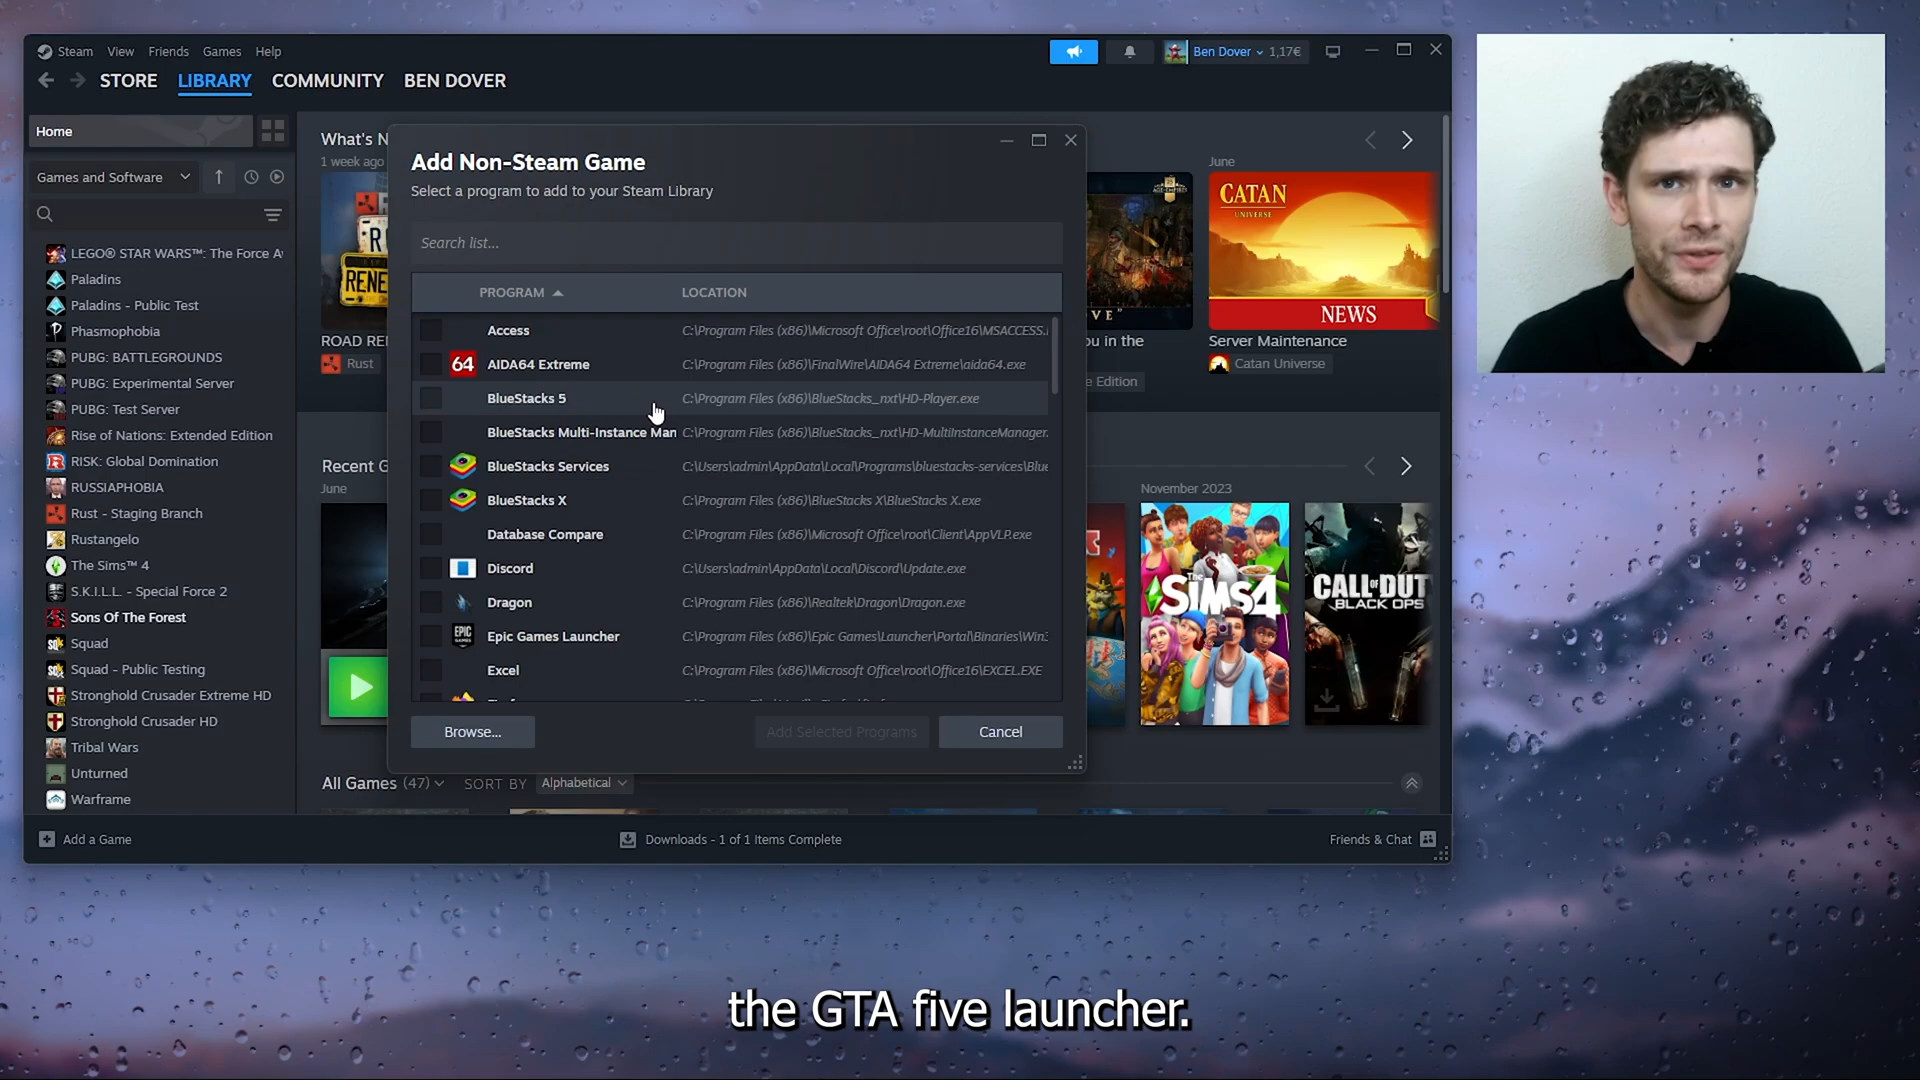 Steam View Friends Games Help
Ben Dover 1,17€
STORE LIBRARY COMMUNITY BEN DOVER
Home
Games and Software
LEGO® STAR WARS™: The Force A
Paladins
Paladins - Public Test
Phasmophobia
PUBG: BATTLEGROUNDS
PUBG: Experimental Server
PUBG: Test Server
Rise of Nations: Extended Edition
RISK: Global Domination
RUSSIAPHOBIA
Rust - Staging Branch
Rustangelo
The Sims™ 4
S.K.I.L.L. - Special Force 2
Sons Of The Forest
Squad
Squad - Public Testing
Stronghold Crusader Extreme HD
Stronghold Crusader HD
Tribal Wars
Unturned
Warframe
What's N
1 week ago
RENE
ROAD RE
Rust
Recent G
June
Add Non-Steam Game
Select a program to add to your Steam Library
Search list...
PROGRAM LOCATION
Access C:\Program Files (x86)\Microsoft Office\root\Office16\MSACCESS.
64 AIDA64 Extreme C:\Program Files (x86)\FinalWire\AIDA64 Extreme\aida64.exe
BlueStacks 5 C:\Program Files (x86)\BlueStacks_nxt\HD-Player.exe
BlueStacks Multi-Instance Man C:\Program Files (x86)\BlueStacks_nxt\HD-MultiInstanceManager.
BlueStacks Services C:\Users\admin\AppData\Local\Programs\bluestacks-services\Blue
BlueStacks X C:\Program Files (x86)\BlueStacks X\BlueStacks X.exe
Database Compare C:\Program Files (x86)\Microsoft Office\root\Client\AppVLP.exe
Discord C:\Users\admin\AppData\Local\Discord\Update.exe
Dragon C:\Program Files (x86)\Realtek\Dragon\Dragon.exe
EPIC GAMES Epic Games Launcher C:\Program Files (x86)\Epic Games\Launcher\Portal\Binaries\Win3
Excel C:\Program Files (x86)\Microsoft Office\root\Office16\EXCEL.EXE
Browse... Add Selected Programs Cancel
ou in the
e Edition
June
CATAN
UNIVERSE
NEWS
Server Maintenance
Catan Universe
November 2023
The SIMS 4
CALL OF DUTY
BLACK OPS
All Games (47) SORT BY Alphabetical
Add a Game
Downloads - 1 of 1 Items Complete
Friends & Chat
the GTA five launcher.